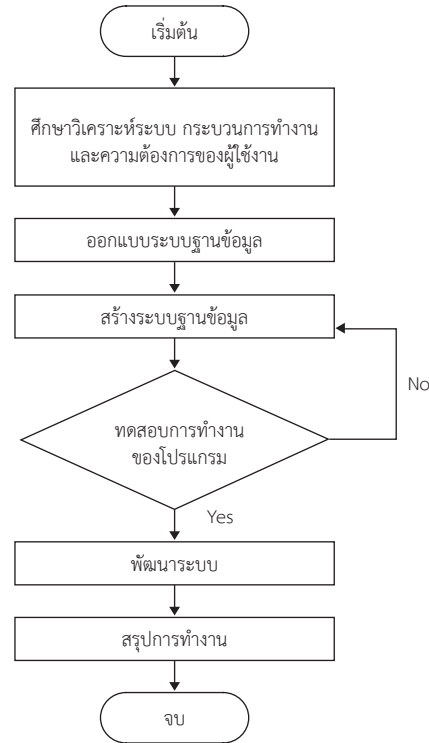 เริ่มต้น
ศึกษาวิเคราะห์ระบบ กระบวนการทำงาน
และความต้องการของผู้ใช้งาน
ออกแบบระบบฐานข้อมูล
สร้างระบบฐานข้อมูล
No
ทดสอบการทำงาน
ของโปรแกรม
Yes
พัฒนาระบบ
สรุปการทำงาน
จบ